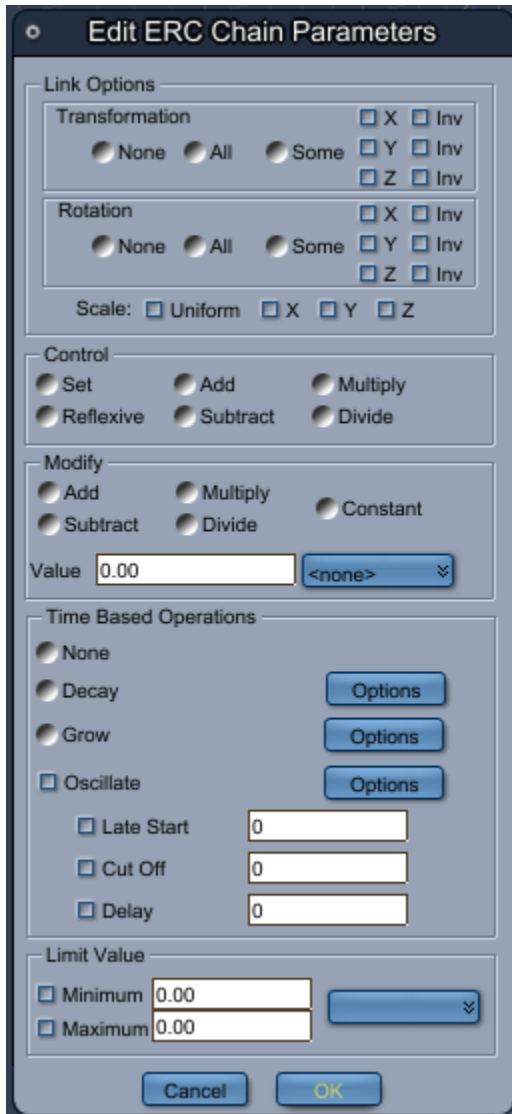 Edit ERC Chain Parameters
Link Options
Transformation
X Inv
None All Some Y Inv
Z Inv
Rotation
X Inv
None All Some Y Inv
Z Inv
Scale: Uniform X Y Z
Control
Set Add Multiply
Reflexive Subtract Divide
Modify
Add Multiply
Constant
Subtract Divide
Value 0.00 <none>
Time Based Operations
None
Decay Options
Grow Options
Oscillate Options
Late Start 0
Cut Off 0
Delay 0
Limit Value
Minimum 0.00
Maximum 0.00
Cancel OK